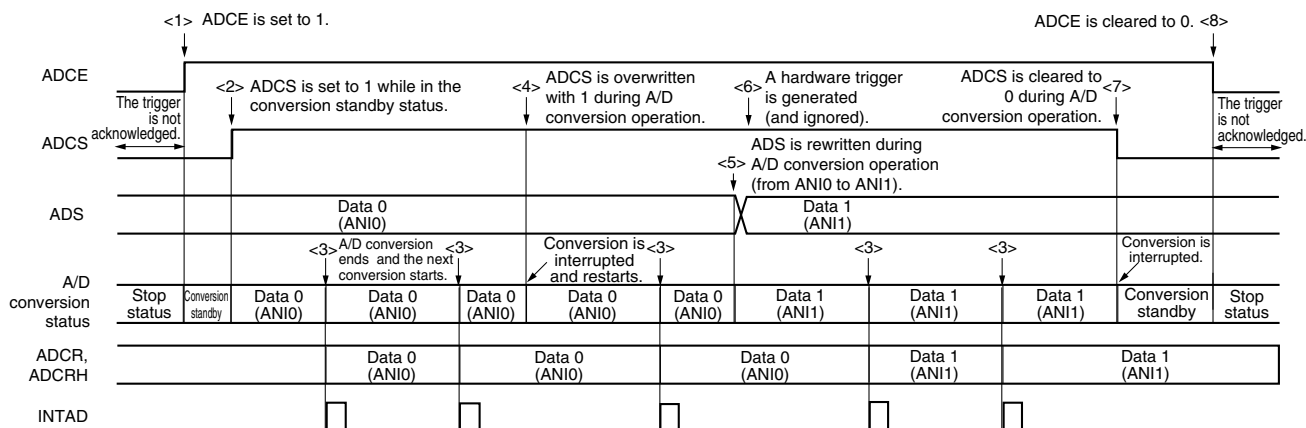 <1> ADCE is set to 1.
ADCE is cleared to 0. <8>
ADCE
The trigger
is not
acknowledged.
<2> ADCS is set to 1 while in the
conversion standby status.
<4> ADCS is overwritten
with 1 during A/D
conversion operation.
<6> A hardware trigger
is generated
(and ignored).
ADCS is cleared to <7>
0 during A/D
conversion operation.
The trigger
is not
acknowledged.
ADCS
<5> ADS is rewritten during
A/D conversion operation
(from ANI0 to ANI1).
ADS
Data 0
(ANI0)
Data 1
(ANI1)
<3> A/D conversion
ends and the next
conversion starts.
<3>
Conversion is
interrupted
and restarts.
<3>
<3>
<3>
Conversion is
interrupted.
A/D
conversion
status
Stop
status
Conversion
standby
Data 0
(ANI0)
Data 0
(ANI0)
Data 0
(ANI0)
Data 0
(ANI0)
Data 0
(ANI0)
Data 1
(ANI1)
Data 1
(ANI1)
Data 1
(ANI1)
Conversion
standby
Stop
status
ADCR,
ADCRH
Data 0
(ANI0)
Data 0
(ANI0)
Data 0
(ANI0)
Data 1
(ANI1)
Data 1
(ANI1)
INTAD